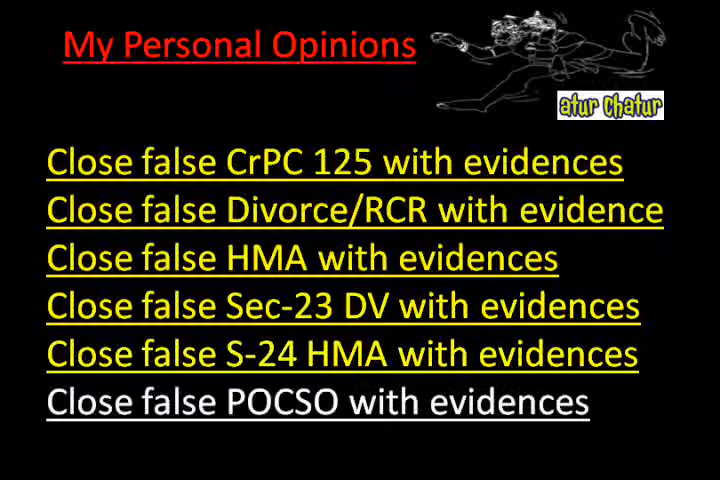 My Personal Opinions
atur Chatur
Close false CrPC 125 with evidences
Close false Divorce/RCR with evidence
Close false HMA with evidences
Close false Sec-23 DV with evidences
Close false S-24 HMA with evidences
Close false POCSO with evidences